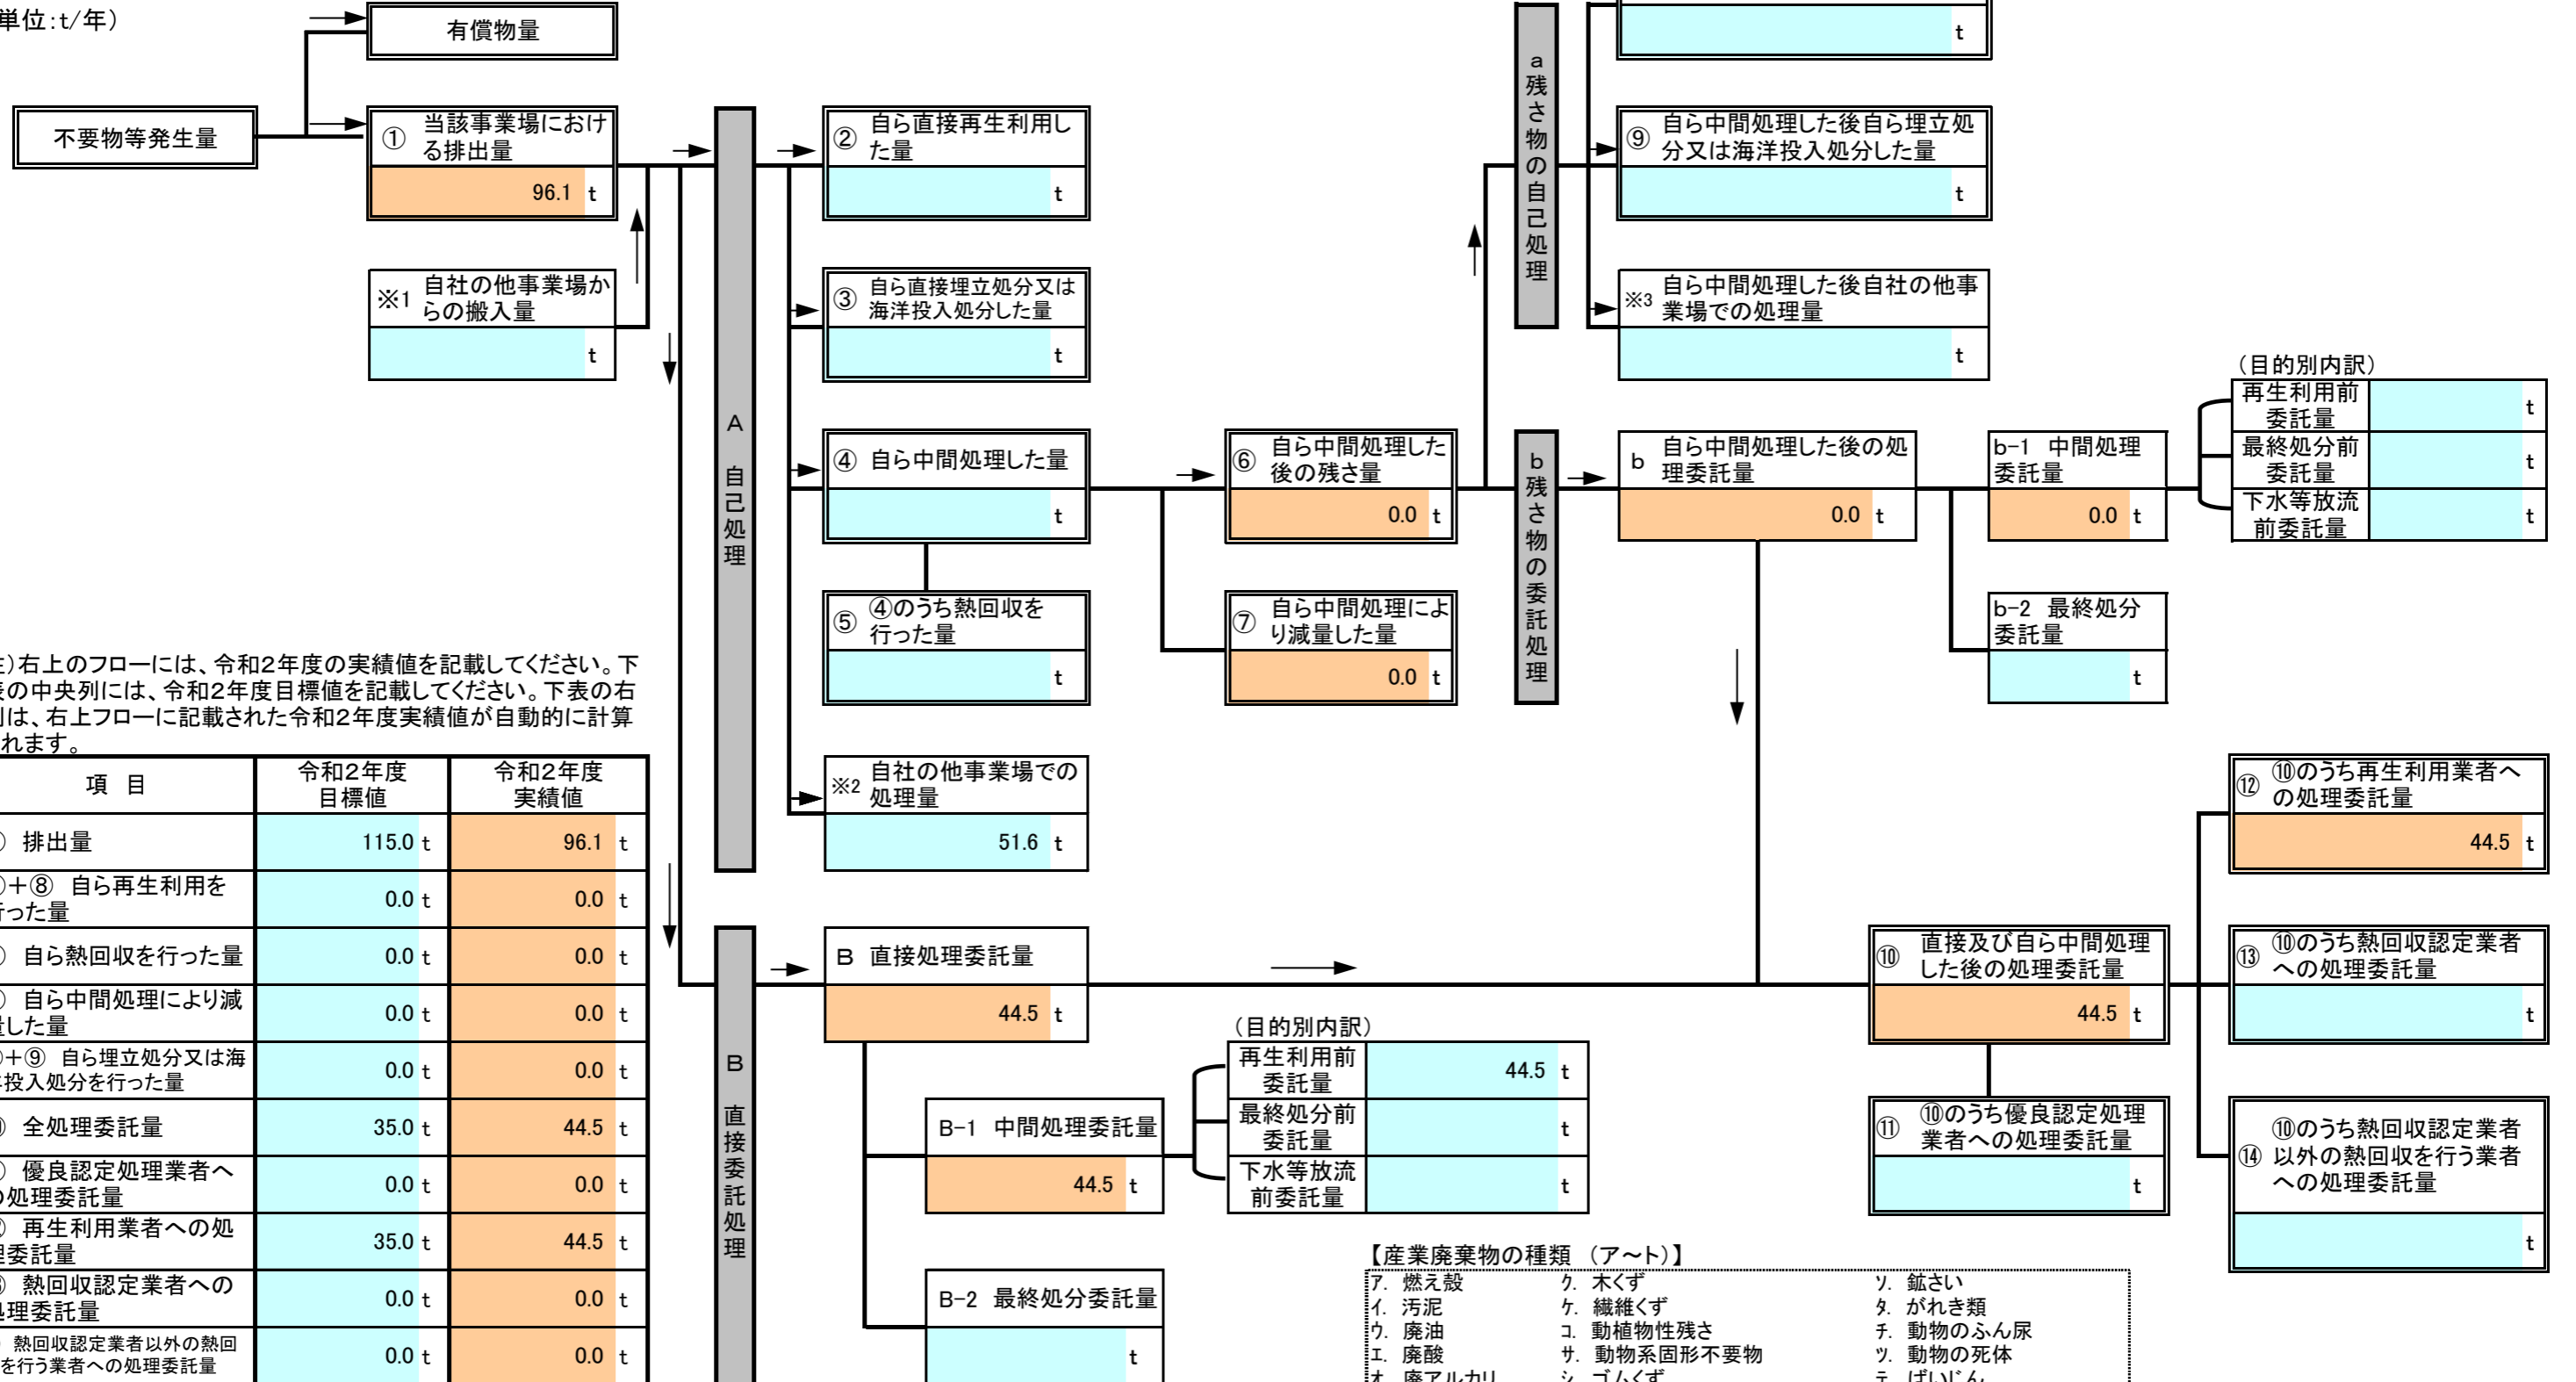 単位:t/年)
有償物量
不要物等発生量
① 当該事業場におけ
る排出量
96.1 t
※1 自社の他事業場か
らの搬入量
t
A 自己処理
② 自ら直接再生利用し
た量
t
③ 自ら直接埋立処分又は
海洋投入処分した量
t
④ 自ら中間処理した量
t
⑤ ④のうち熱回収を
行った量
t
※2 自社の他事業場での
処理量
51.6 t
⑥ 自ら中間処理した
後の残さ量
0.0 t
⑦ 自ら中間処理によ
り減量した量
0.0 t
a 残さ物の自己処理
t
⑨ 自ら中間処理した後自ら埋立処
分又は海洋投入処分した量
t
※3 自ら中間処理した後自社の他事
業場での処理量
t
b 残さ物の委託処理
b 自ら中間処理した後の処
理委託量
0.0 t
b-1 中間処理
委託量
0.0 t
(目的別内訳)
再生利用前
委託量
t
最終処分前
委託量
t
下水等放流
前委託量
t
b-2 最終処分
委託量
t
)右上のフローには、令和2年度の実績値を記載してください。下
の中央列には、令和2年度目標値を記載してください。下表の右
は、右上フローに記載された令和2年度実績値が自動的に計算
れます。
項 目 令和2年度
目標値 令和2年度
実績値
) 排出量 115.0 t 96.1 t
)+⑧ 自ら再生利用を
った量 0.0 t 0.0 t
) 自ら熱回収を行った量 0.0 t 0.0 t
) 自ら中間処理により減
した量 0.0 t 0.0 t
)+⑨ 自ら埋立処分又は海
投入処分を行った量 0.0 t 0.0 t
) 全処理委託量 35.0 t 44.5 t
) 優良認定処理業者へ
の処理委託量 0.0 t 0.0 t
) 再生利用業者への処
理委託量 35.0 t 44.5 t
) 熱回収認定業者への
処理委託量 0.0 t 0.0 t
熱回収認定業者以外の熱回
を行う業者への処理委託量 0.0 t 0.0 t
B 直接委託処理
B 直接処理委託量
44.5 t
B-1 中間処理委託量
44.5 t
(目的別内訳)
再生利用前
委託量
44.5 t
最終処分前
委託量
t
下水等放流
前委託量
t
B-2 最終処分委託量
t
⑩ 直接及び自ら中間処理
した後の処理委託量
44.5 t
⑪ ⑩のうち優良認定処理
業者への処理委託量
t
⑫ ⑩のうち再生利用業者へ
の処理委託量
44.5 t
⑬ ⑩のうち熱回収認定業者
への処理委託量
t
⑭ ⑩のうち熱回収認定業者
以外の熱回収を行う業者
への処理委託量
t
【産業廃棄物の種類 (ア~ト)】
ア. 燃え殻 ク. 木くず ソ. 鉱さい
イ. 汚泥 ケ. 繊維くず タ. がれき類
ウ. 廃油 コ. 動植物性残さ チ. 動物のふん尿
エ. 廃酸 サ. 動物系固形不要物 ツ. 動物の死体
オ. 廃アルカリ シ. ゴムくず テ. ばいじん